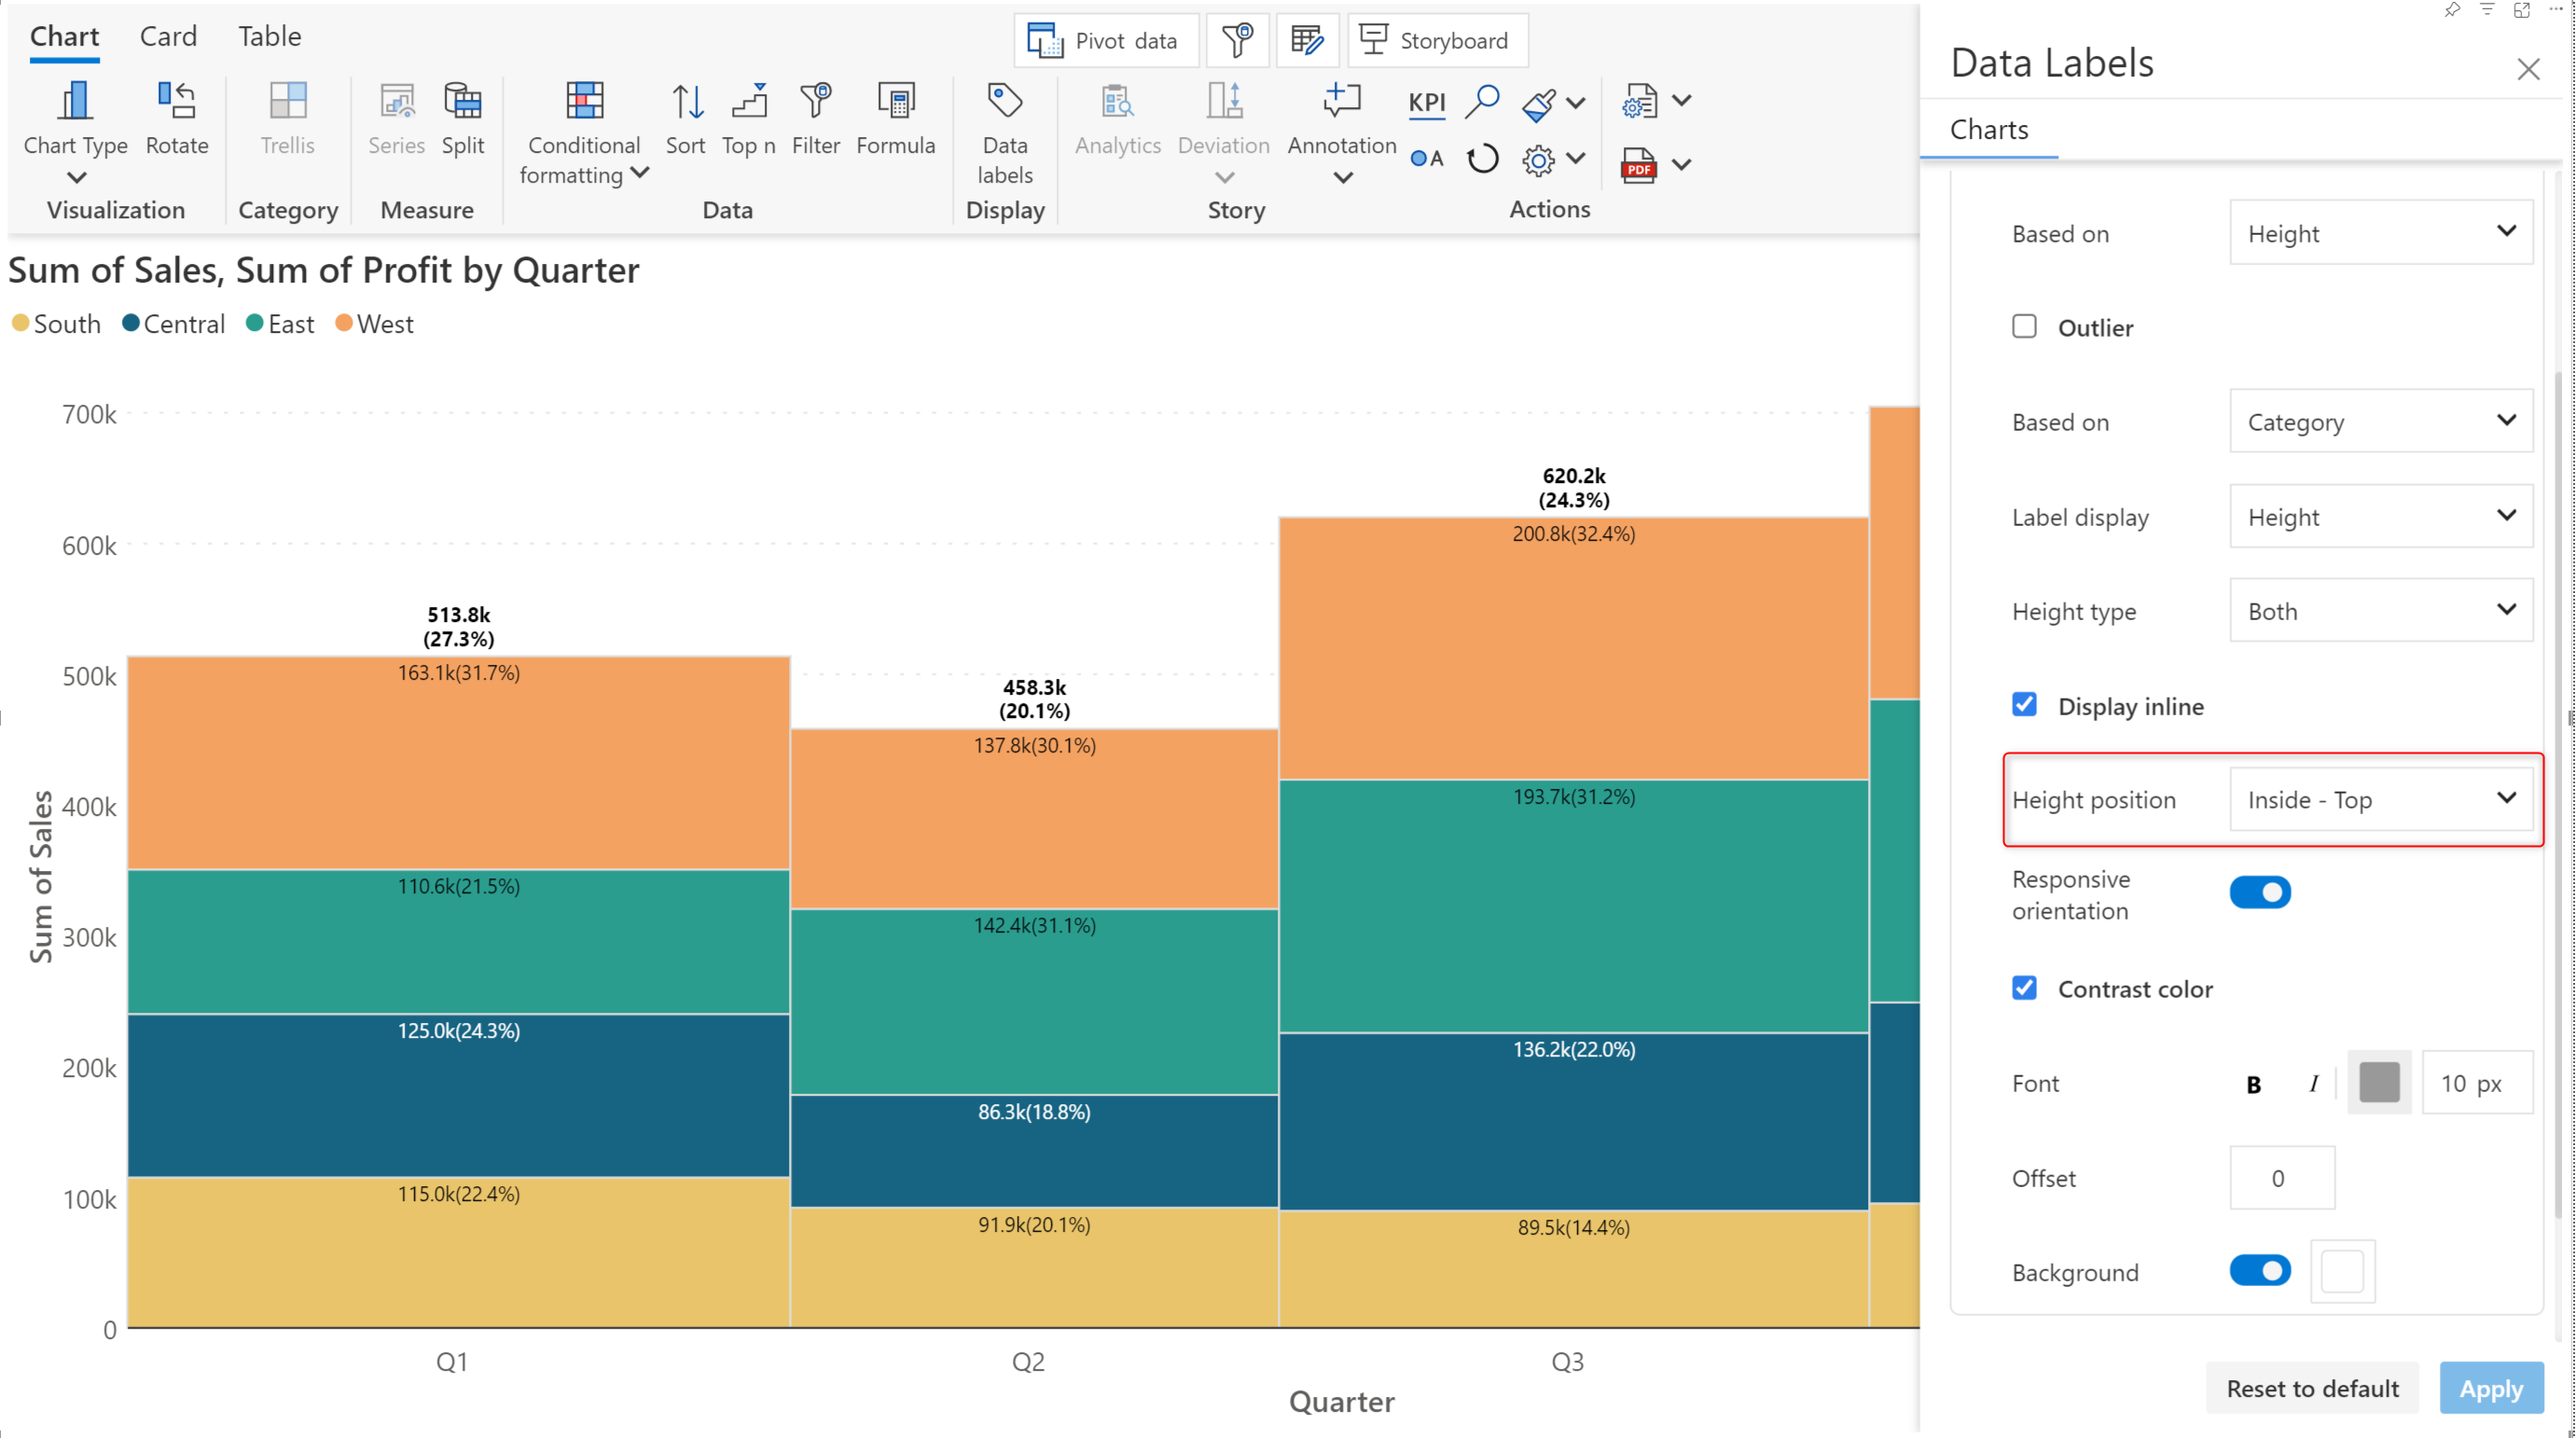 Chart Card Table
Pivot data Storyboard
Chart Type Rotate Trellis Series Split Conditional formatting Sort Top n Filter Formula Data labels Analytics Deviation Annotation KPI
A
PDF
Visualization Category Measure Data Display Story Actions
Sum of Sales, Sum of Profit by Quarter
South Central East West
700k
600k
500k
400k
300k
200k
100k
0
Sum of Sales
513.8k
(27.3%)
163.1k(31.7%)
110.6k(21.5%)
125.0k(24.3%)
115.0k(22.4%)
458.3k
(20.1%)
137.8k(30.1%)
142.4k(31.1%)
86.3k(18.8%)
91.9k(20.1%)
620.2k
(24.3%)
200.8k(32.4%)
193.7k(31.2%)
136.2k(22.0%)
89.5k(14.4%)
Q1 Q2 Q3
Quarter
Data Labels
Charts
Based on Height
Outlier
Based on Category
Label display Height
Height type Both
Display inline
Height position Inside - Top
Responsive
orientation
Contrast color
Font B I 10 px
Offset 0
Background
Reset to default Apply